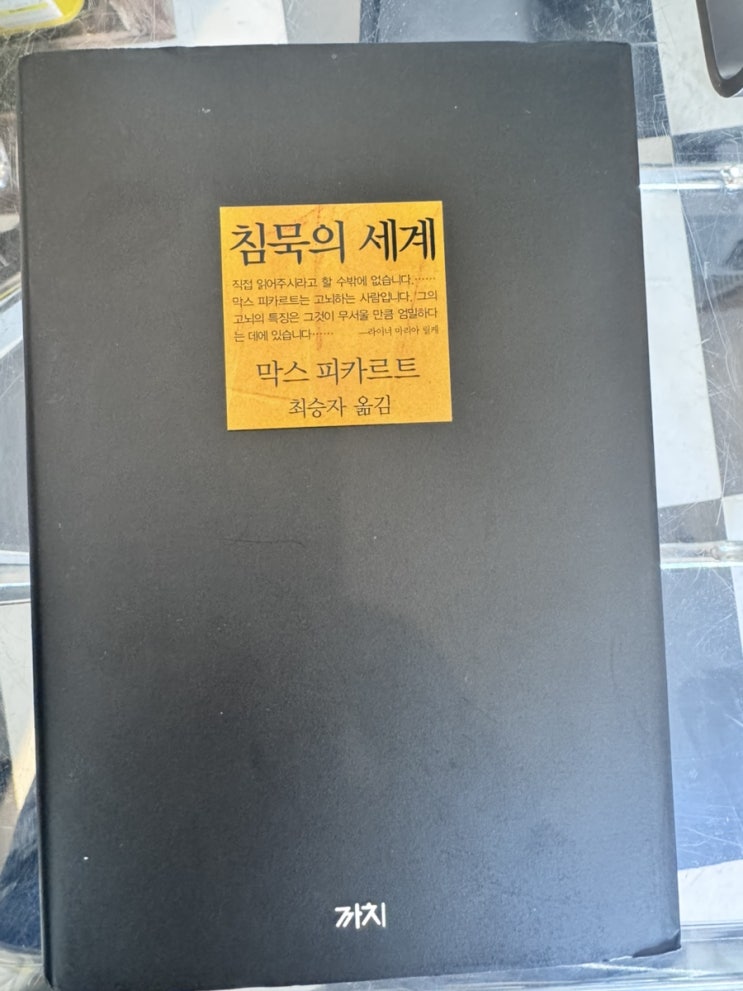 침묵의 세계
직접 읽어주시라고 할 수밖에 없습니다.……
막스 피카르트는 고뇌하는 사람입니다. 그의
고뇌의 특징은 그것이 무서울 만큼 엄밀하다
는 데에 있습니다……  —라이너 마리아 릴케
막스 피카르트
최승자 옮김
까치